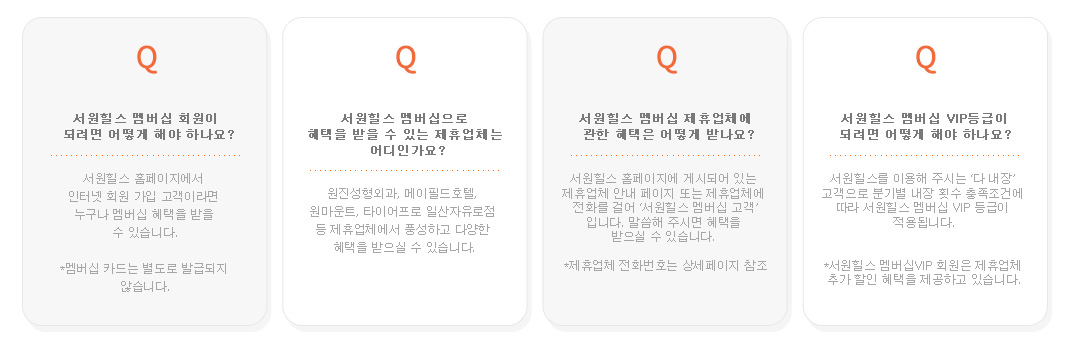 Q
서원힐스 멤버십 회원이
되려면 어떻게 해야 하나요?
서원힐스 홈페이지에서
인터넷 회원 가입 고객이라면
누구나 멤버십 혜택을 받을
수 있습니다.
*멤버십 카드는 별도로 발급되지
않습니다.
Q
서원힐스 멤버십으로
혜택을 받을 수 있는 제휴업체는
어디인가요?
원진성형외과, 메이필드호텔,
원마운트, 타이어프로 일산자유로점
등 제휴업체에서 풍성하고 다양한
혜택을 받으실 수 있습니다.
Q
서원힐스 멤버십 제휴업체에
관한 혜택은 어떻게 받나요?
서원힐스 홈페이지에 게시되어 있는
제휴업체 안내 페이지 또는 제휴업체에
전화를 걸어 ‘서원힐스 멤버십 고객’
입니다. 말씀해 주시면 혜택을
받으실 수 있습니다.
*제휴업체 전화번호는 상세페이지 참조
Q
서원힐스 멤버십 VIP등급이
되려면 어떻게 해야 하나요?
서원힐스를 이용해 주시는 ‘다 내장’
고객으로 분기별 내장 횟수 충족조건에
따라 서원힐스 멤버십 VIP 등급이
적용됩니다.
*서원힐스 멤버십VIP 회원은 제휴업체
추가 할인 혜택을 제공하고 있습니다.